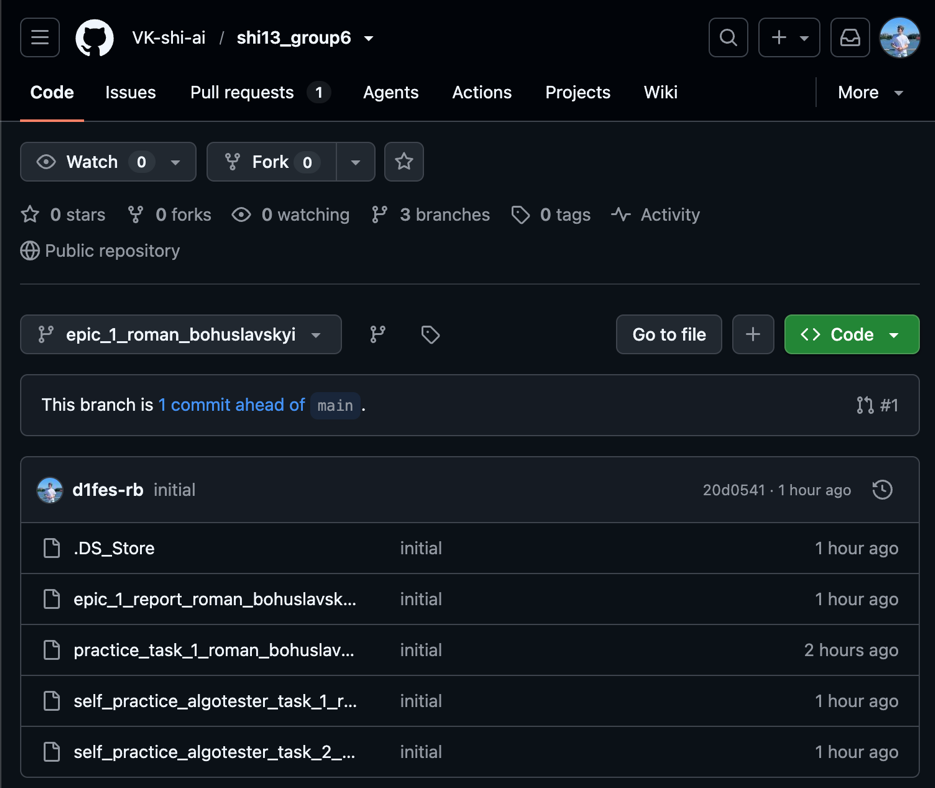 VK-shi-ai / shi13_group6
Code Issues Pull requests 1 Agents Actions Projects Wiki More
Watch 0 Fork 0
0 stars 0 forks 0 watching 3 branches 0 tags Activity
Public repository
epic_1_roman_bohuslavskyi Go to file Code
This branch is 1 commit ahead of main . #1
d1fes-rb initial 20d0541 · 1 hour ago
.DS_Store initial 1 hour ago
epic_1_report_roman_bohuslavsk... initial 1 hour ago
practice_task_1_roman_bohuslav... initial 2 hours ago
self_practice_algotester_task_1_r... initial 1 hour ago
self_practice_algotester_task_2_... initial 1 hour ago